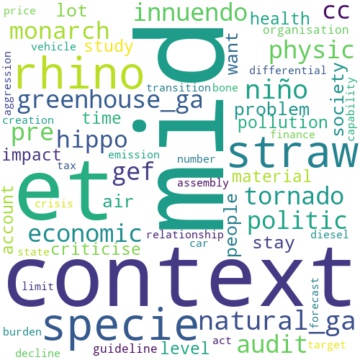 price
lot
innuendo
cc
monarch
health
organisation
vehicle
study
want
differential
rhino
physic
aggression
transition
bone
greenhouse_ga
niño
society
capability
creation
pre
time
problem
pollution
finance
hippo
mid
straw
impact
emission
number
material
gef
tax
assembly
tornado
account
et
air
crisis
relationship
car
diesel
economic
people
politic
state
criticise
stay
limit
context
forecast
specie
natural_ga
burden
act
target
guideline
level
audit
decline